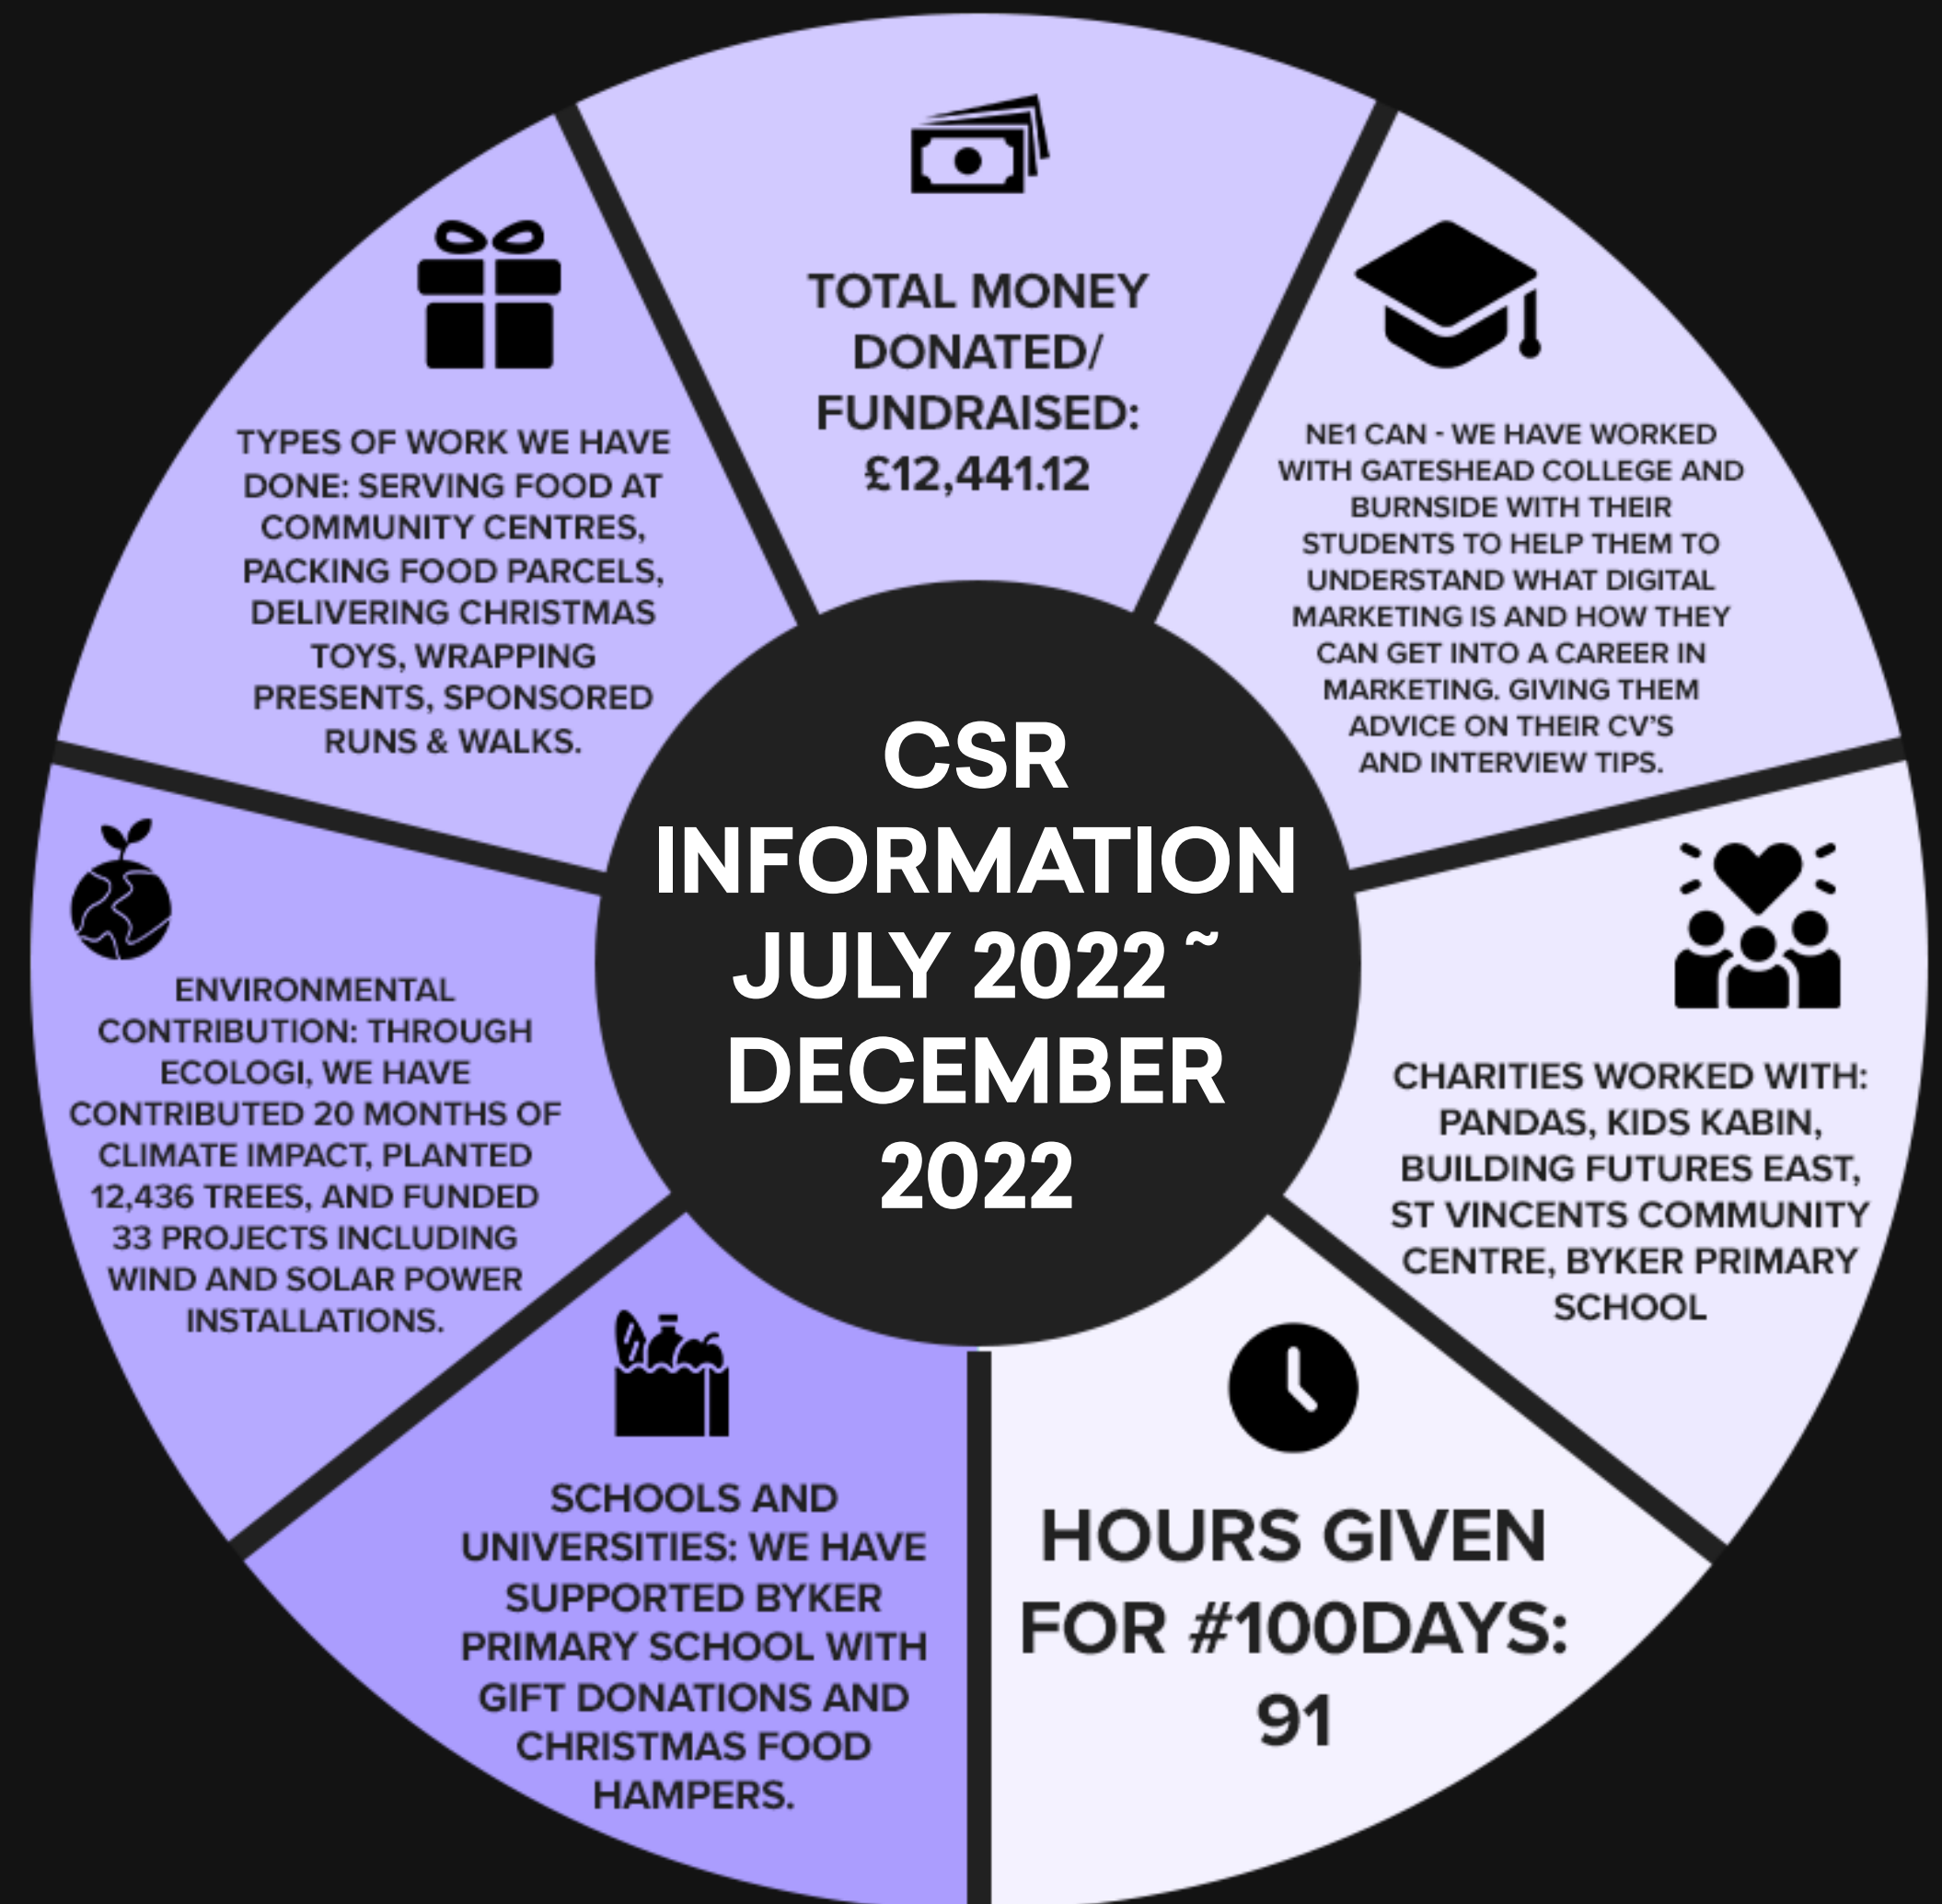 CSR
INFORMATION
JULY 2022 ~
DECEMBER
2022
TOTAL MONEY
DONATED/
FUNDRAISED:
£12,441.12
NE1 CAN - WE HAVE WORKED
WITH GATESHEAD COLLEGE AND
BURNSIDE WITH THEIR
STUDENTS TO HELP THEM TO
UNDERSTAND WHAT DIGITAL
MARKETING IS AND HOW THEY
CAN GET INTO A CAREER IN
MARKETING. GIVING THEM
ADVICE ON THEIR CV'S
AND INTERVIEW TIPS.
CHARITIES WORKED WITH:
PANDAS, KIDS KABIN,
BUILDING FUTURES EAST,
ST VINCENTS COMMUNITY
CENTRE, BYKER PRIMARY
SCHOOL
HOURS GIVEN
FOR #100DAYS:
91
SCHOOLS AND
UNIVERSITIES: WE HAVE
SUPPORTED BYKER
PRIMARY SCHOOL WITH
GIFT DONATIONS AND
CHRISTMAS FOOD
HAMPERS.
ENVIRONMENTAL
CONTRIBUTION: THROUGH
ECOLOGI, WE HAVE
CONTRIBUTED 20 MONTHS OF
CLIMATE IMPACT, PLANTED
12,436 TREES, AND FUNDED
33 PROJECTS INCLUDING
WIND AND SOLAR POWER
INSTALLATIONS.
TYPES OF WORK WE HAVE
DONE: SERVING FOOD AT
COMMUNITY CENTRES,
PACKING FOOD PARCELS,
DELIVERING CHRISTMAS
TOYS, WRAPPING
PRESENTS, SPONSORED
RUNS & WALKS.